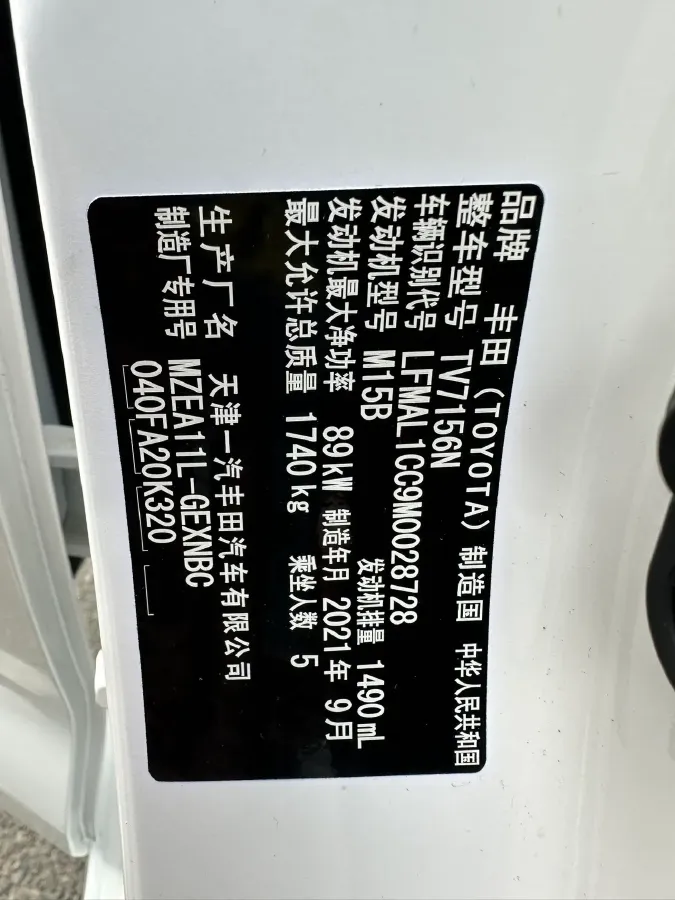 品牌 丰田(TOYOTA) 制造国 中华人民共和国
整车型号 TV7156N
车辆识别代号 LFMAL1CC9M0028728
发动机型号 M15B 发动机排量 1490mL
发动机最大净功率 89kW 制造年月 2021年 9月
最大允许总质量 1740kg 乘坐人数 5
生产厂名 天津一汽丰田汽车有限公司
制造厂专用号 MZEA11L-GEXNBC
040FA20K320